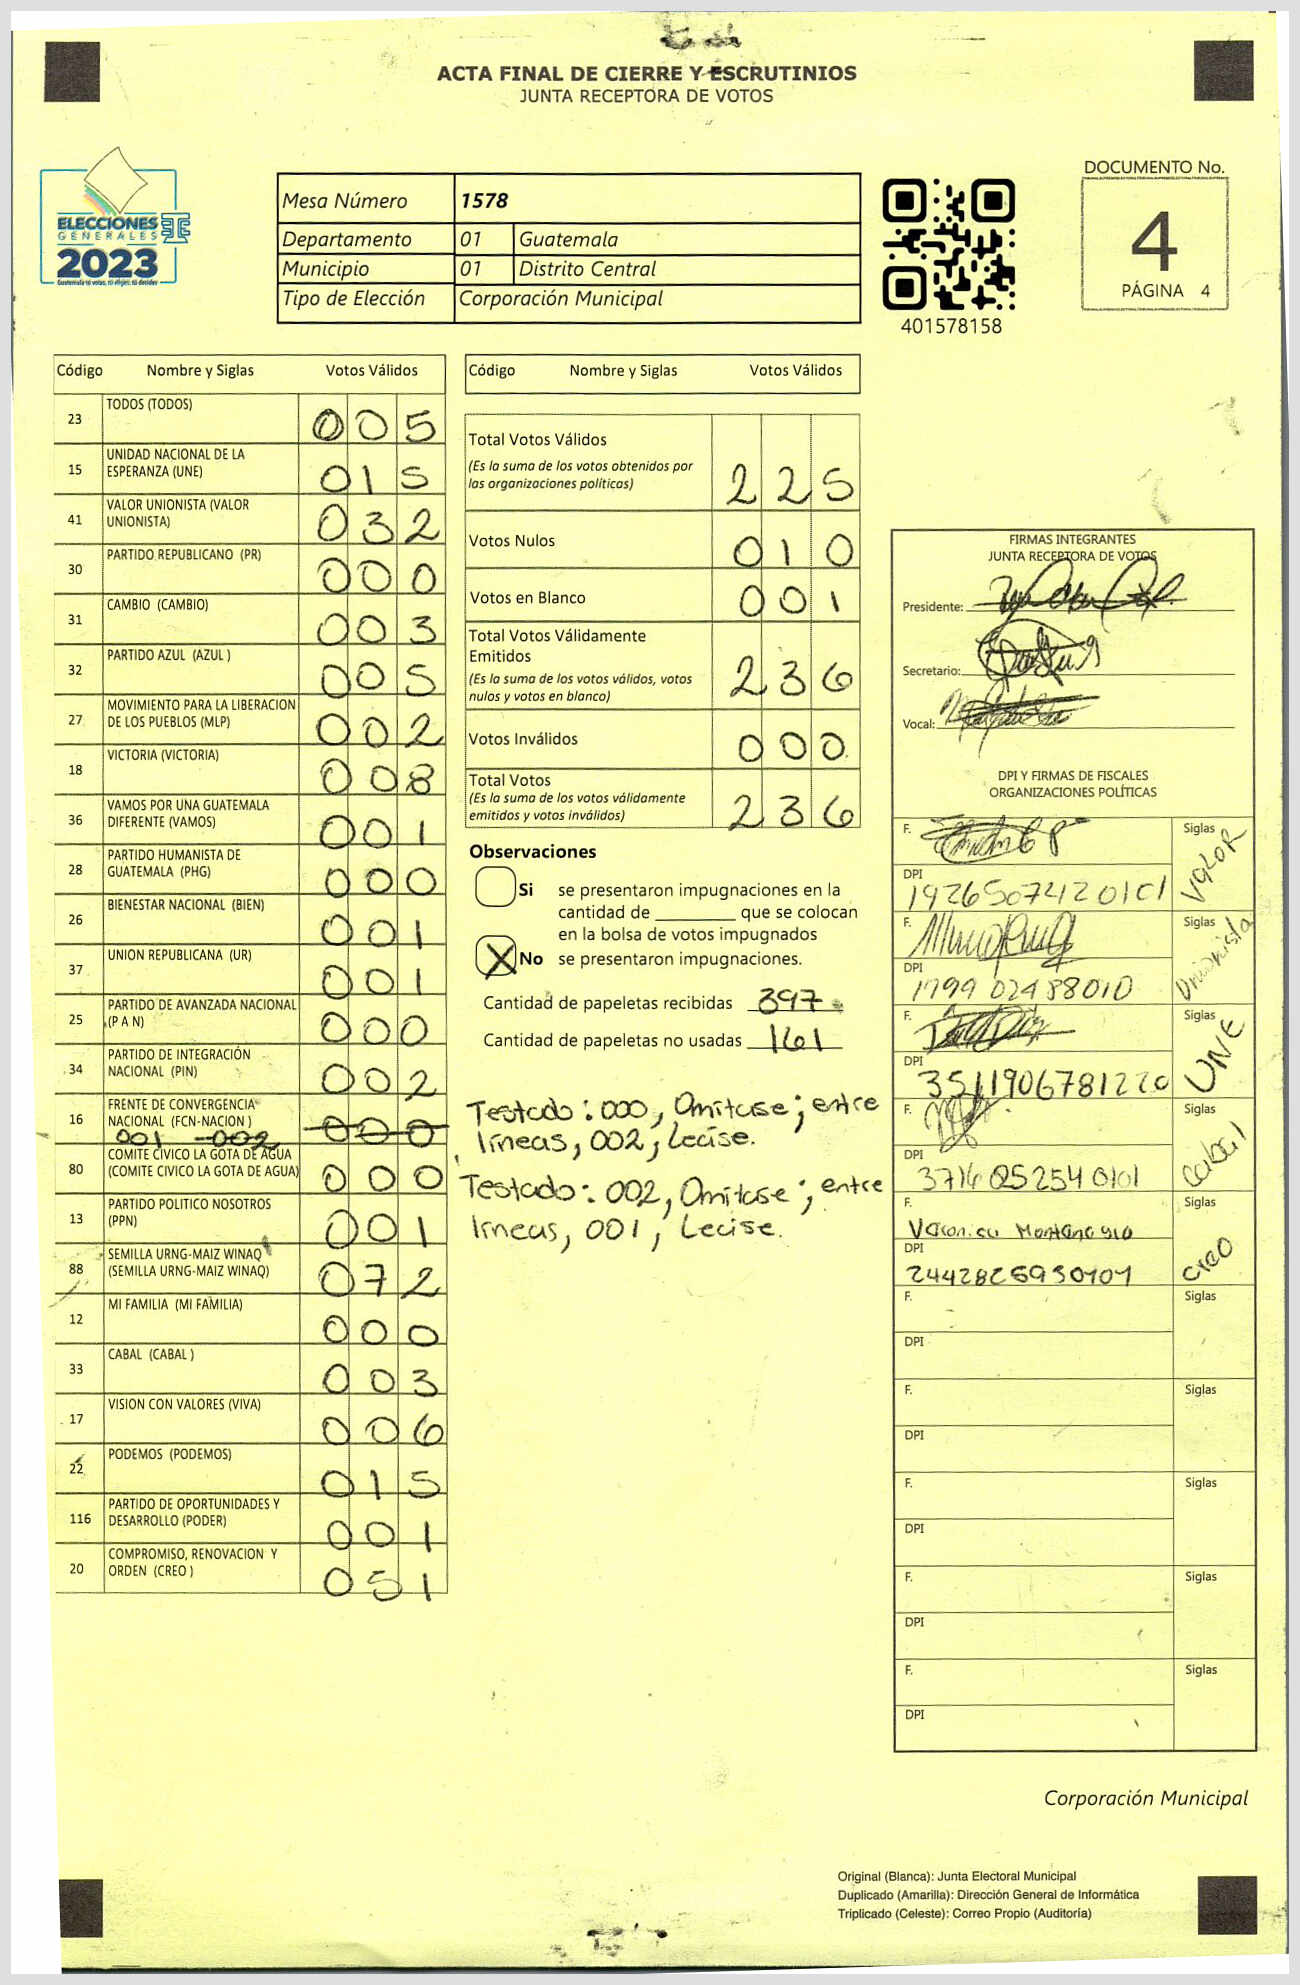 ACTA FINAL DE CIERRE Y ESCRUTINIOS
JUNTA RECEPTORA DE VOTOS
ELECCIONES
GENERALES
2023
Guatemala tú votas, tú eliges, tú decides
Mesa Número 1578
Departamento 01 Guatemala
Municipio 01 Distrito Central
Tipo de Elección Corporación Municipal
401578158
DOCUMENTO No.
4
PÁGINA 4
Código Nombre y Siglas Votos Válidos
23 TODOS (TODOS) 005
15 UNIDAD NACIONAL DE LA ESPERANZA (UNE) 015
41 VALOR UNIONISTA (VALOR UNIONISTA) 032
30 PARTIDO REPUBLICANO (PR) 000
31 CAMBIO (CAMBIO) 003
32 PARTIDO AZUL (AZUL ) 005
27 MOVIMIENTO PARA LA LIBERACION DE LOS PUEBLOS (MLP) 002
18 VICTORIA (VICTORIA) 008
36 VAMOS POR UNA GUATEMALA DIFERENTE (VAMOS) 001
28 PARTIDO HUMANISTA DE GUATEMALA (PHG) 000
26 BIENESTAR NACIONAL (BIEN) 001
37 UNION REPUBLICANA (UR) 001
25 PARTIDO DE AVANZADA NACIONAL (P A N) 000
34 PARTIDO DE INTEGRACIÓN NACIONAL (PIN) 002
16 FRENTE DE CONVERGENCIA NACIONAL (FCN-NACION ) 000
001 002
80 COMITE CIVICO LA GOTA DE AGUA (COMITE CIVICO LA GOTA DE AGUA) 000
13 PARTIDO POLITICO NOSOTROS (PPN) 001
88 SEMILLA URNG-MAIZ WINAQ (SEMILLA URNG-MAIZ WINAQ) 072
12 MI FAMILIA (MI FAMILIA) 000
33 CABAL (CABAL ) 003
17 VISION CON VALORES (VIVA) 006
22 PODEMOS (PODEMOS) 015
116 PARTIDO DE OPORTUNIDADES Y DESARROLLO (PODER) 001
20 COMPROMISO, RENOVACION Y ORDEN (CREO ) 051
Código Nombre y Siglas Votos Válidos
Total Votos Válidos 225
(Es la suma de los votos obtenidos por
las organizaciones políticas)
Votos Nulos 010
Votos en Blanco 001
Total Votos Válidamente
Emitidos 236
(Es la suma de los votos válidos, votos
nulos y votos en blanco)
Votos Inválidos 000
Total Votos 236
(Es la suma de los votos válidamente
emitidos y votos inválidos)
Observaciones
Si se presentaron impugnaciones en la
cantidad de ________ que se colocan
en la bolsa de votos impugnados
X No se presentaron impugnaciones.
Cantidad de papeletas recibidas 397
Cantidad de papeletas no usadas 161
Testado: 000, Omitase; entre
líneas, 002, Lease.
Testado: 002, Omitase; entre
líneas, 001, Lecise.
FIRMAS INTEGRANTES
JUNTA RECEPTORA DE VOTOS
Presidente:
Secretario:
Vocal:
DPI Y FIRMAS DE FISCALES
ORGANIZACIONES POLÍTICAS
F. Siglas VALOR
DPI 1926507420101
F. Siglas Unionista
DPI 1799 02488010
F. Siglas UNE
DPI 3511906781220
F. Siglas Cabal
DPI 3716 05254 0101
F. Veronica Montenegro Siglas Creo
DPI 2442826930101
F. Siglas
DPI
F. Siglas
DPI
F. Siglas
DPI
F. Siglas
DPI
F. Siglas
DPI
Corporación Municipal
Original (Blanca): Junta Electoral Municipal
Duplicado (Amarilla): Dirección General de Informática
Triplicado (Celeste): Correo Propio (Auditoría)